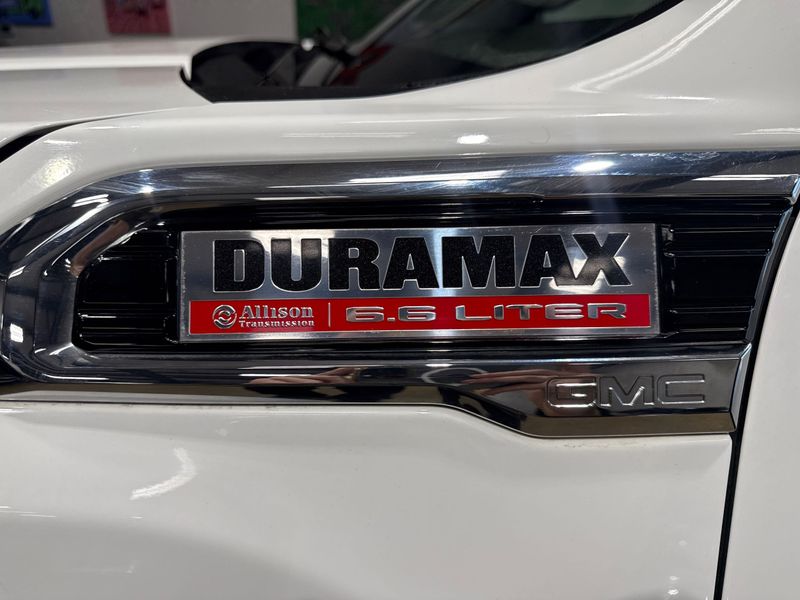 DURAMAX
Allison Transmission | 6.6 LITER
GMC